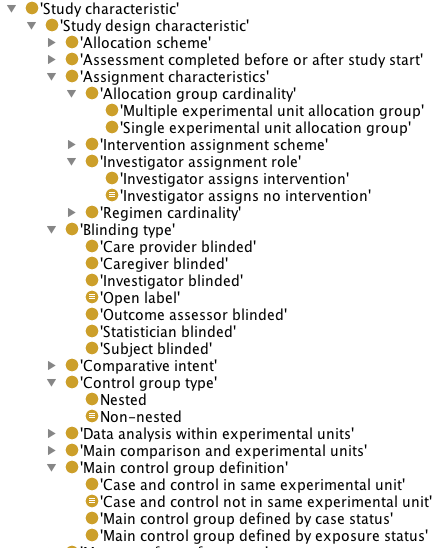 'Study characteristic'
'Study design characteristic'
'Allocation scheme'
'Assessment completed before or after study start'
'Assignment characteristics'
'Allocation group cardinality'
'Multiple experimental unit allocation group'
'Single experimental unit allocation group'
'Intervention assignment scheme'
'Investigator assignment role'
'Investigator assigns intervention'
'Investigator assigns no intervention'
'Regimen cardinality'
'Blinding type'
'Care provider blinded'
'Caregiver blinded'
'Investigator blinded'
'Open label'
'Outcome assessor blinded'
'Statistician blinded'
'Subject blinded'
'Comparative intent'
'Control group type'
Nested
Non-nested
'Data analysis within experimental units'
'Main comparison and experimental units'
'Main control group definition'
'Case and control in same experimental unit'
'Case and control not in same experimental unit'
'Main control group defined by case status'
'Main control group defined by exposure status'